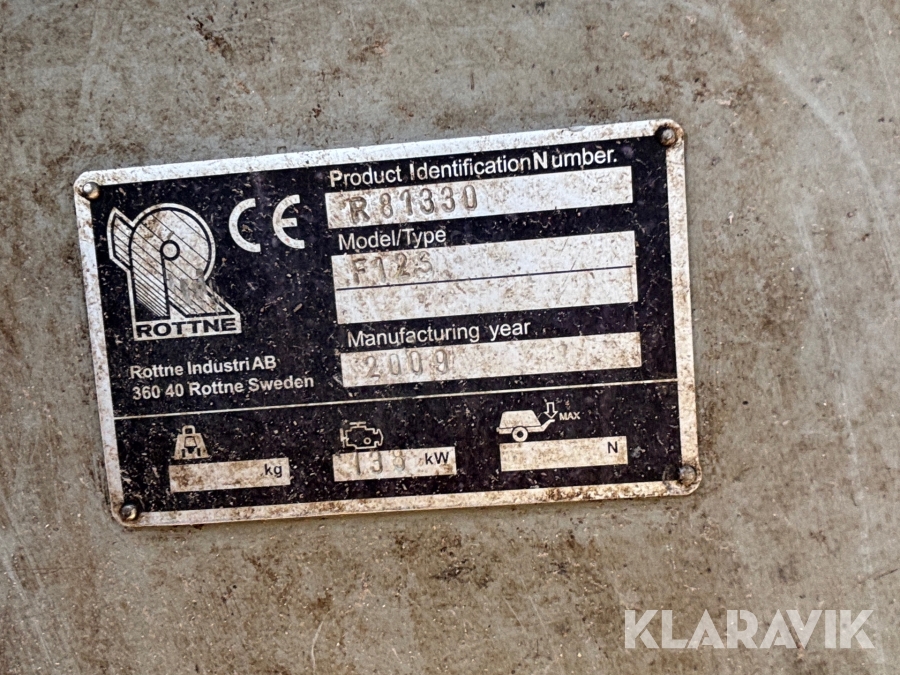 Product Identification Number.
R81330
CE
Model/Type
F12S
ROTTNE
Manufacturing year
2009
Rottne Industri AB
360 40 Rottne Sweden
kg
138 kW
MAX
N
KLARAVIK